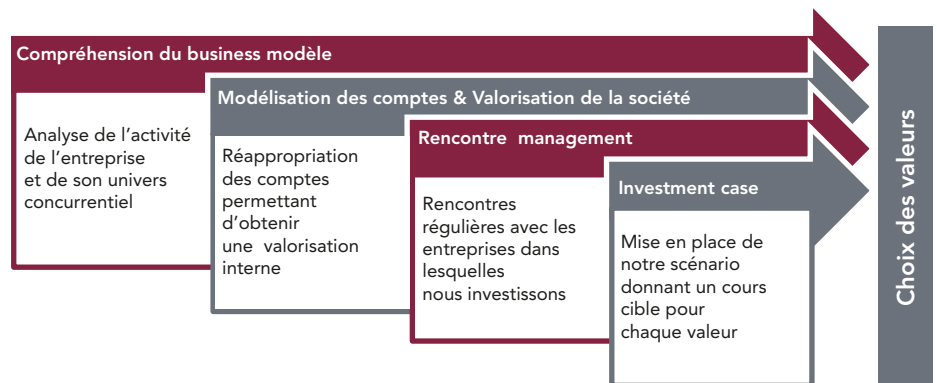 Compréhension du business modèle
Analyse de l'activité
de l'entreprise
et de son univers
concurrentiel
Modélisation des comptes & Valorisation de la société
Réappropriation
des comptes
permettant
d'obtenir
une valorisation
interne
Rencontre management
Rencontres
régulières avec les
entreprises dans
lesquelles
nous investissons
Investment case
Mise en place de
notre scénario
donnant un cours
cible pour
chaque valeur
Choix des valeurs